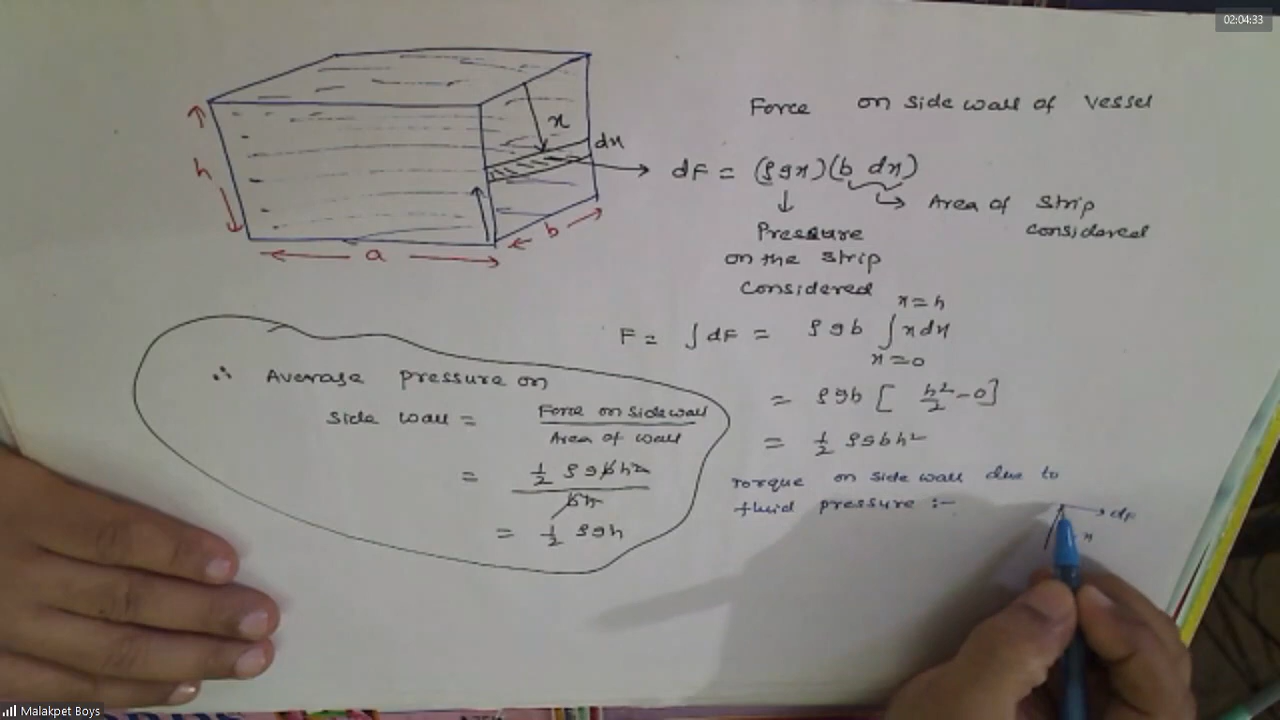 02:04:33
Force on side wall of vessel
x
dx
h
a
b
dF = (ρgx)(b dx)
Area of strip considered
Pressure
on the strip
considered
x=h
F = ∫dF = ρgb ∫ x dx
x=0
= ρgb [ h²/2 - 0 ]
= 1/2 ρgbh²
∴ Average pressure on
side wall = Force on sidewall / Area of wall
= 1/2 ρgbh² / bh
= 1/2 ρgh
Torque on side wall due to
fluid pressure :-
dF
x
Malakpet Boys